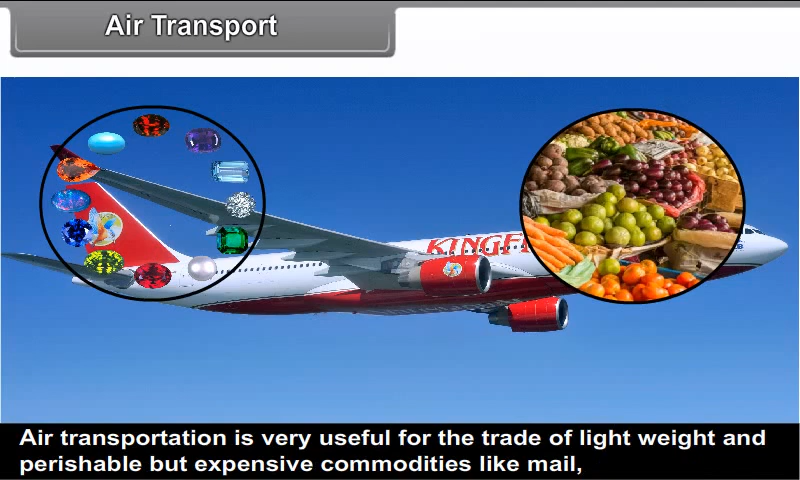 Air Transport
KINGF
Air transportation is very useful for the trade of light weight and
perishable but expensive commodities like mail,